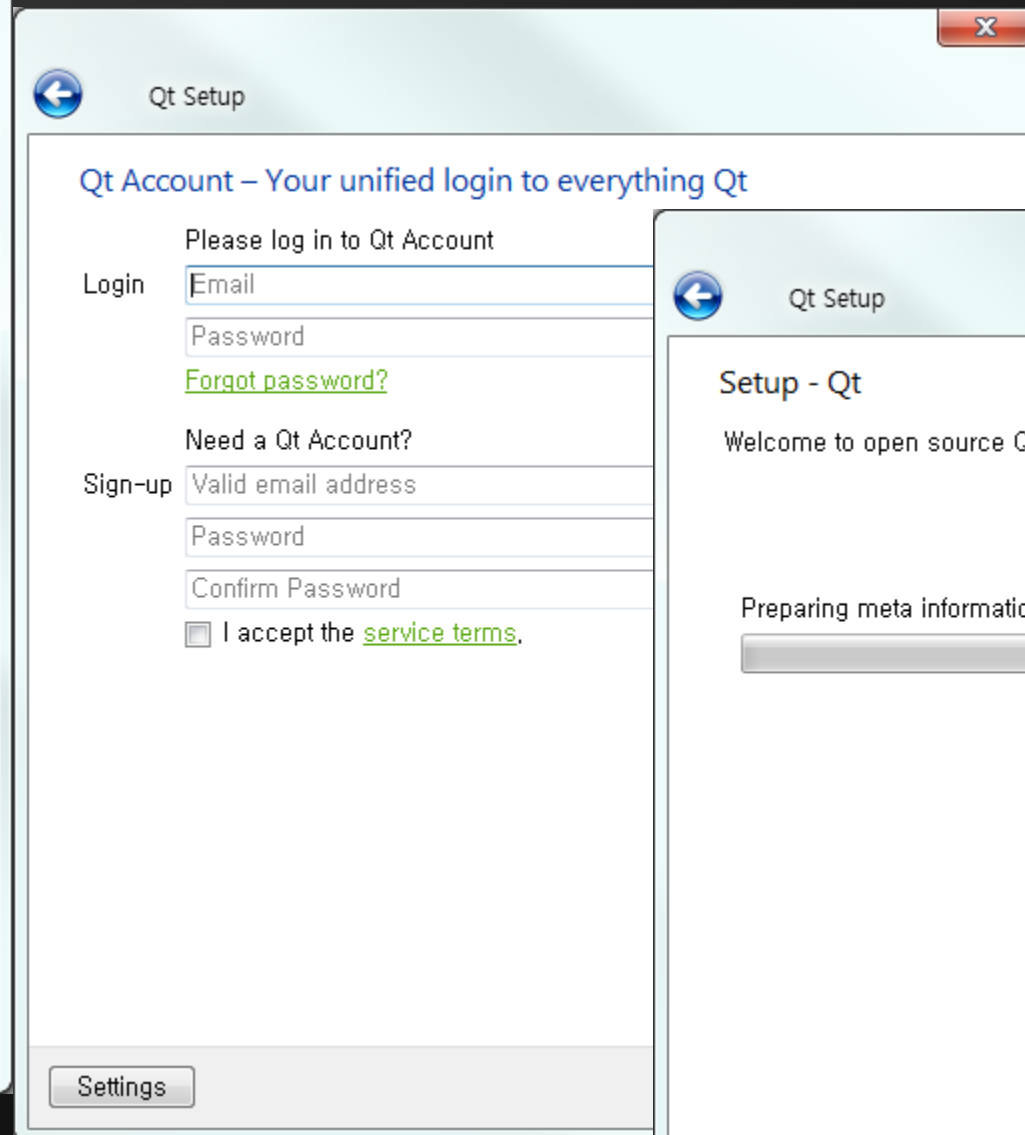 Qt Setup
Qt Account – Your unified login to everything Qt
Please log in to Qt Account
Login
Email
Password
Forgot password?
Need a Qt Account?
Sign-up
Valid email address
Password
Confirm Password
I accept the service terms.
Settings
Qt Setup
Setup - Qt
Welcome to open source
Preparing meta